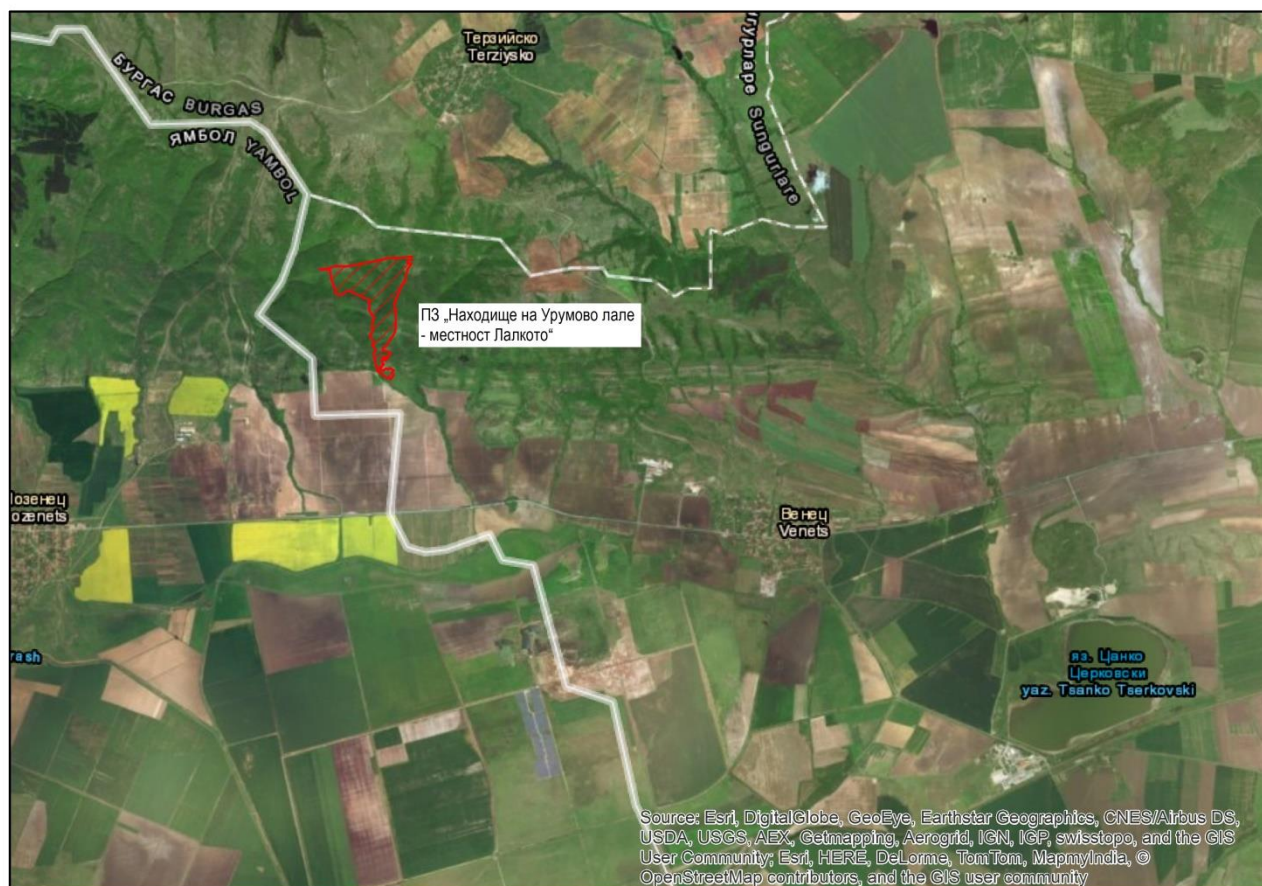 Терзийско
Terziysko
нгурларе Sungurlare
БУРГАС BURGAS
ЯМБОЛ YAMBOL
ПЗ „Находище на Урумово лале
- местност Лалкото“
Лозенец
ozenets
Венец
Venets
rash
яз. Цанко
Церковски
yaz. Tsanko Tserkovski
Source: Esri, DigitalGlobe, GeoEye, Earthstar Geographics, CNES/Airbus DS,
USDA, USGS, AEX, Getmapping, Aerogrid, IGN, IGP, swisstopo, and the GIS
User Community; Esri, HERE, DeLorme, TomTom, MapmyIndia, ©
OpenStreetMap contributors, and the GIS user community